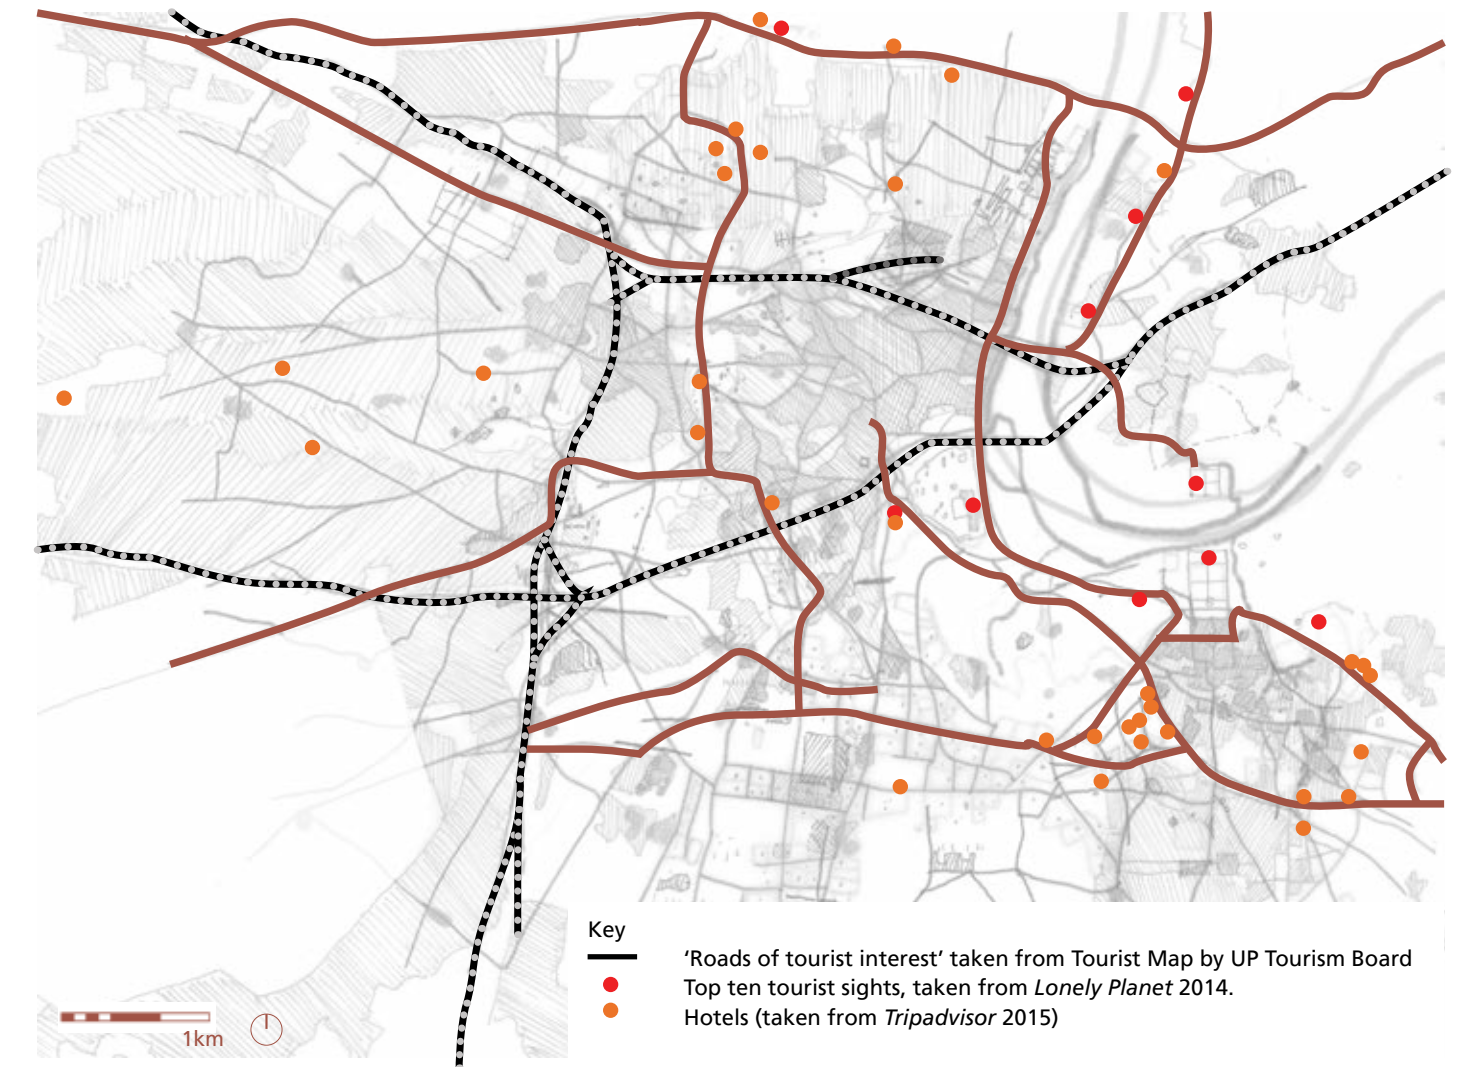 Key
‘Roads of tourist interest’ taken from Tourist Map by UP Tourism Board
Top ten tourist sights, taken from Lonely Planet 2014.
Hotels (taken from Tripadvisor 2015)
1km